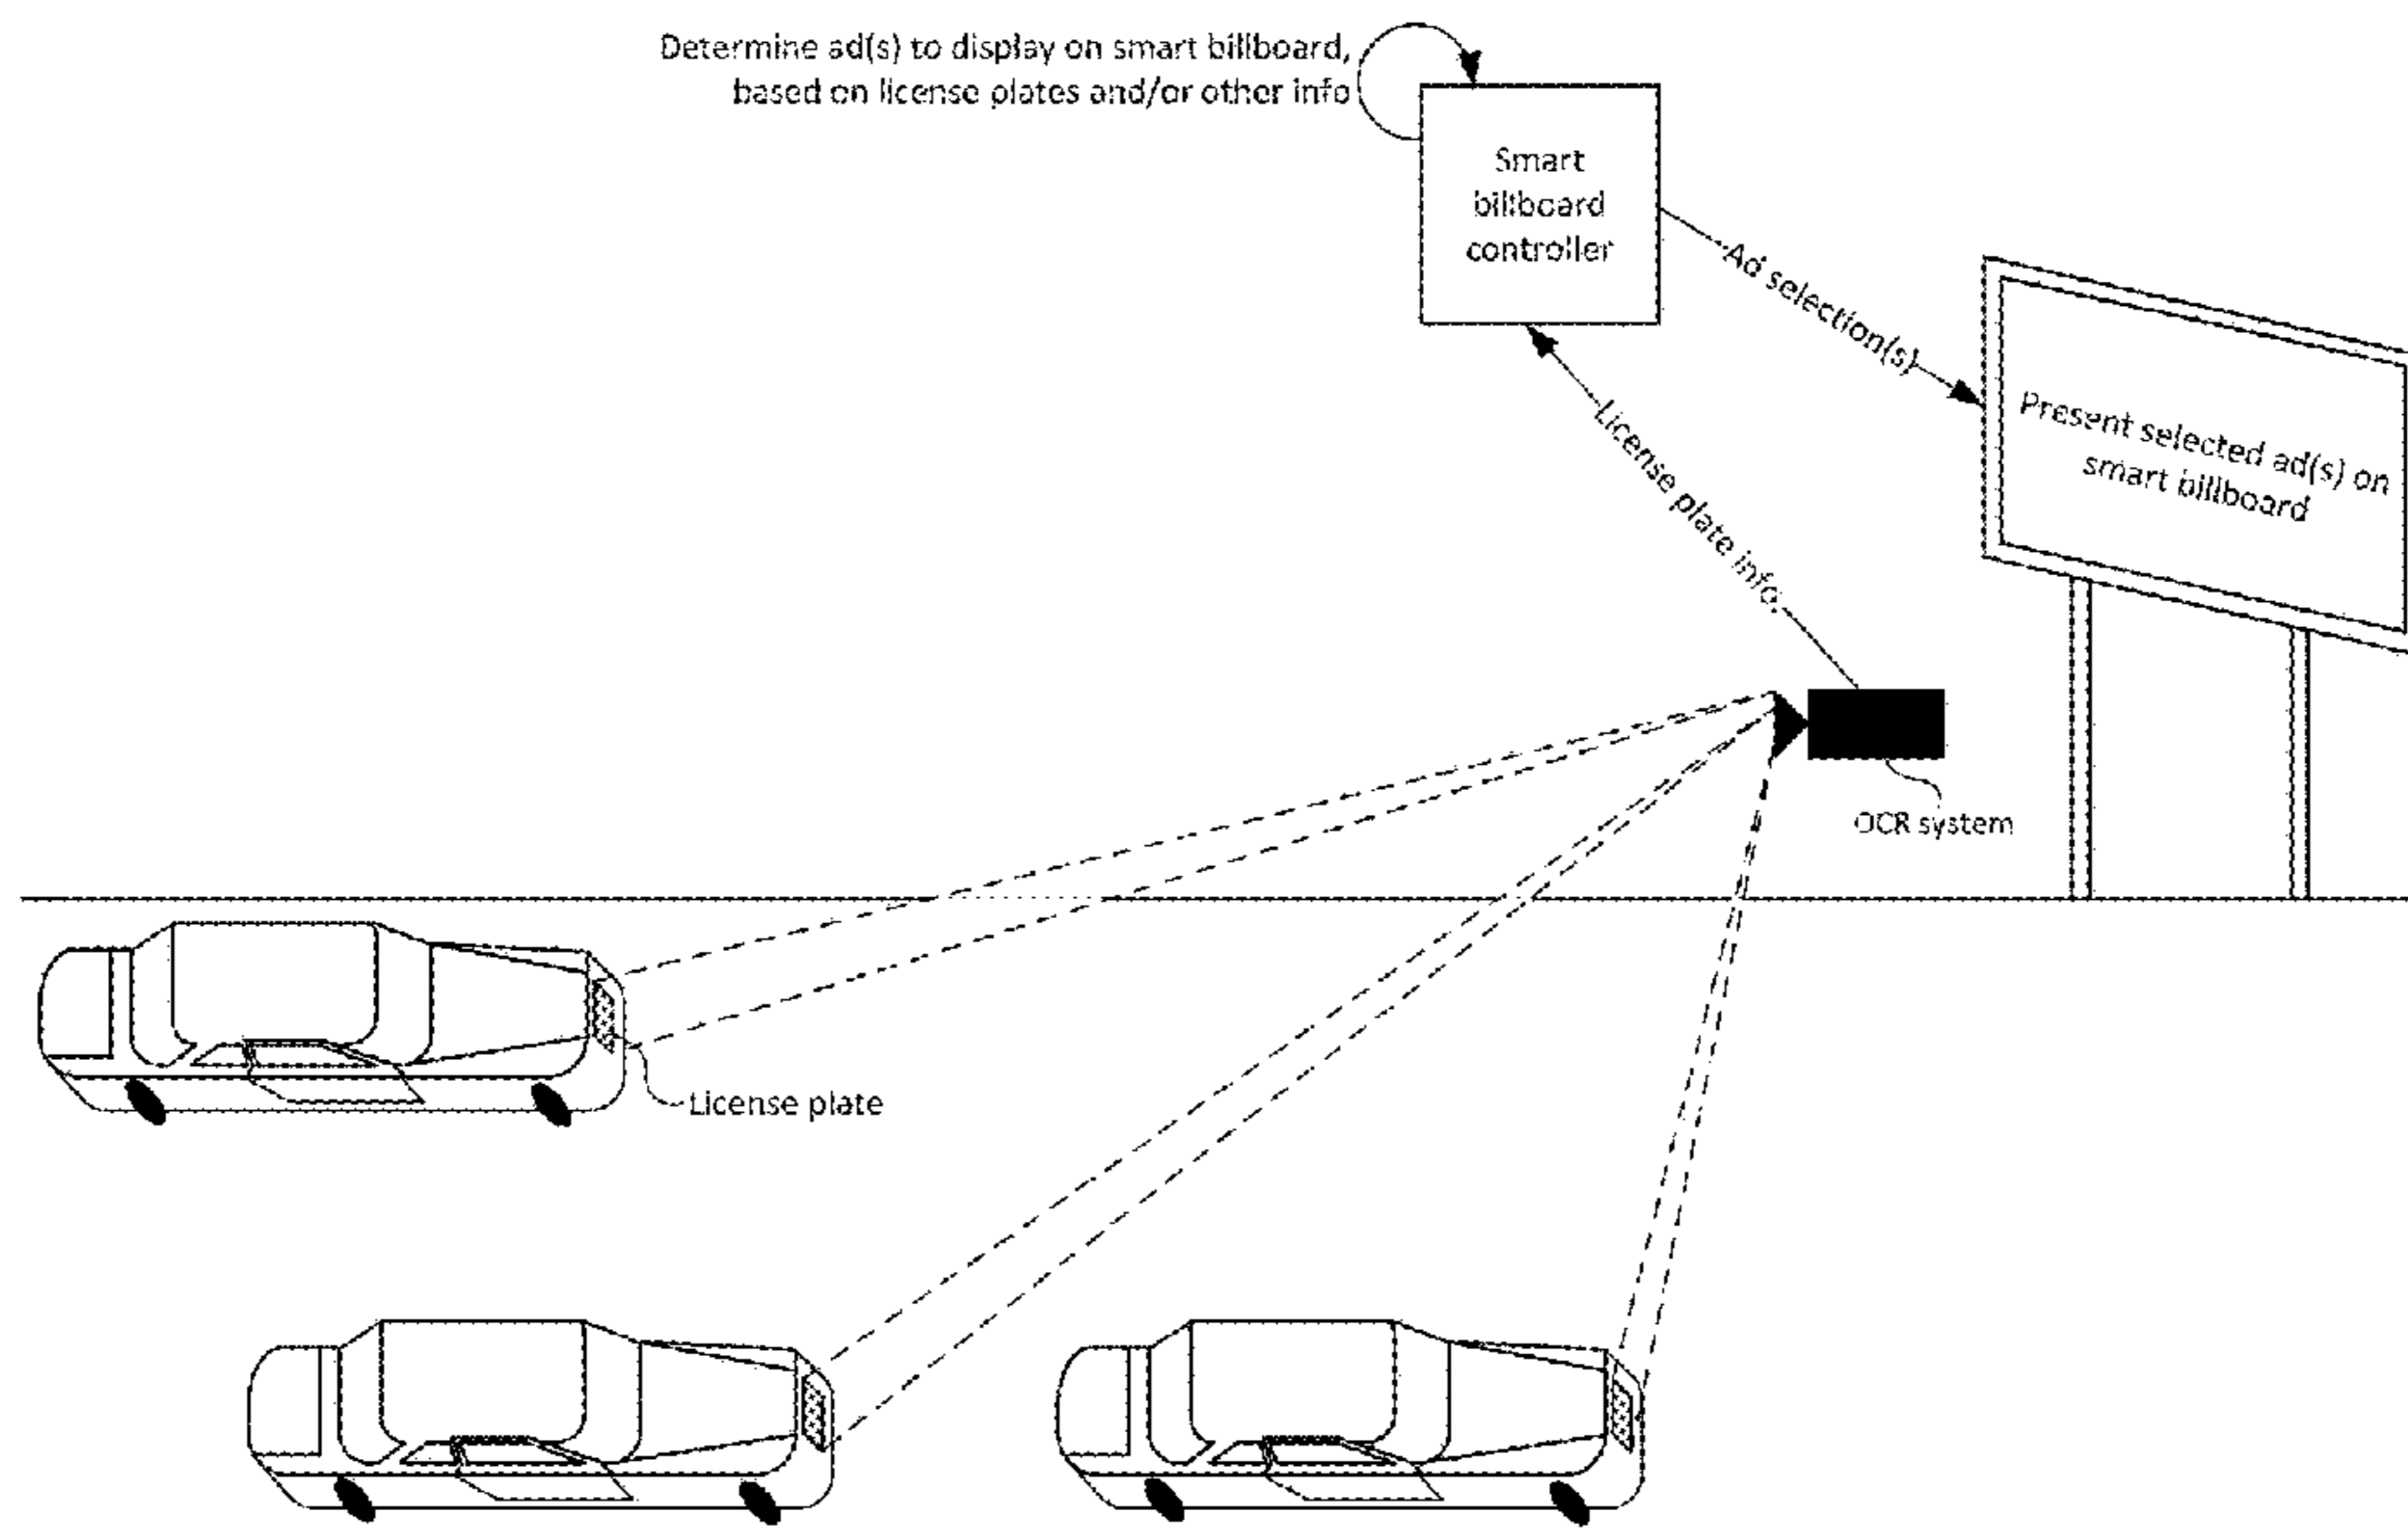 Determine ad(s) to display on smart billboard,
based on license plates and/or other info
Smart
billboard
controller
Ad selection(s)
License plate info.
Present selected ad(s) on
smart billboard
OCR system
License plate